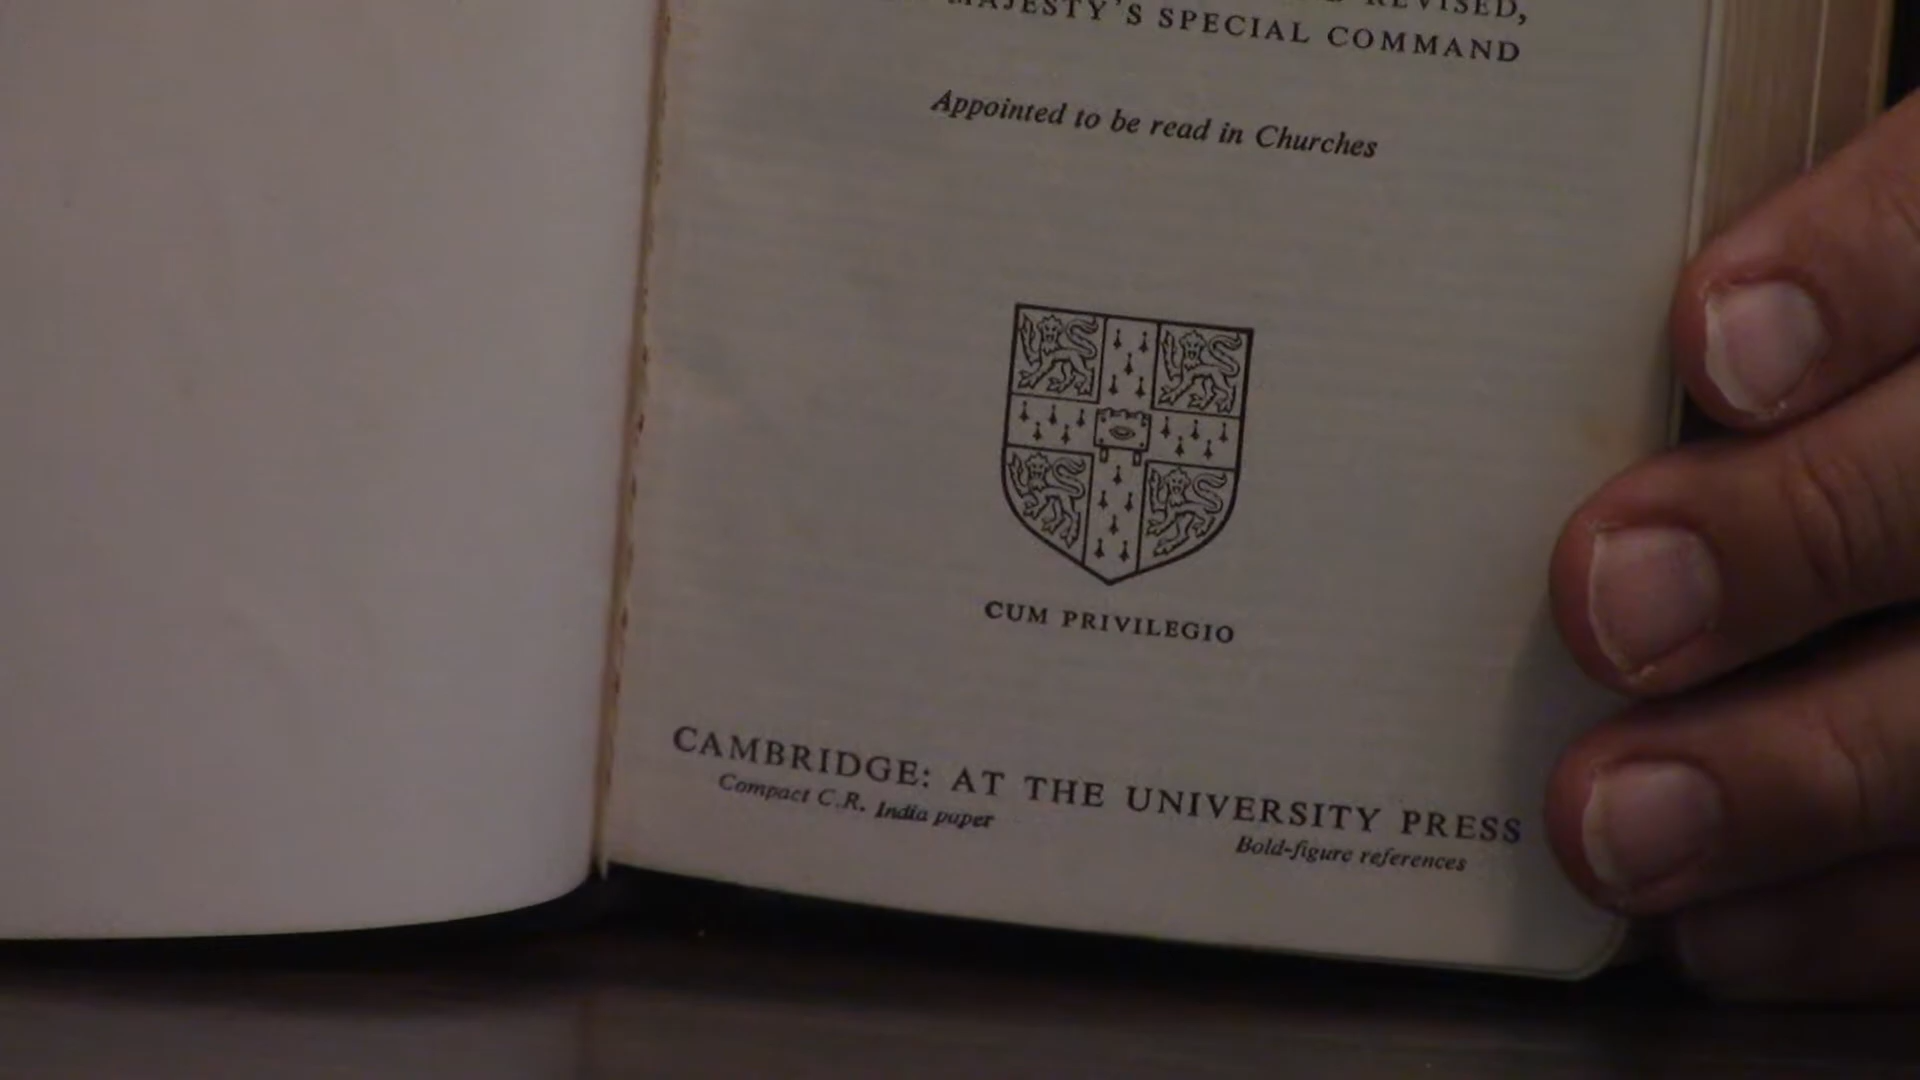 REVISED,
MAJESTY'S SPECIAL COMMAND
Appointed to be read in Churches
CUM PRIVILEGIO
CAMBRIDGE: AT THE UNIVERSITY PRESS
Compact C.R. India paper
Bold-figure references